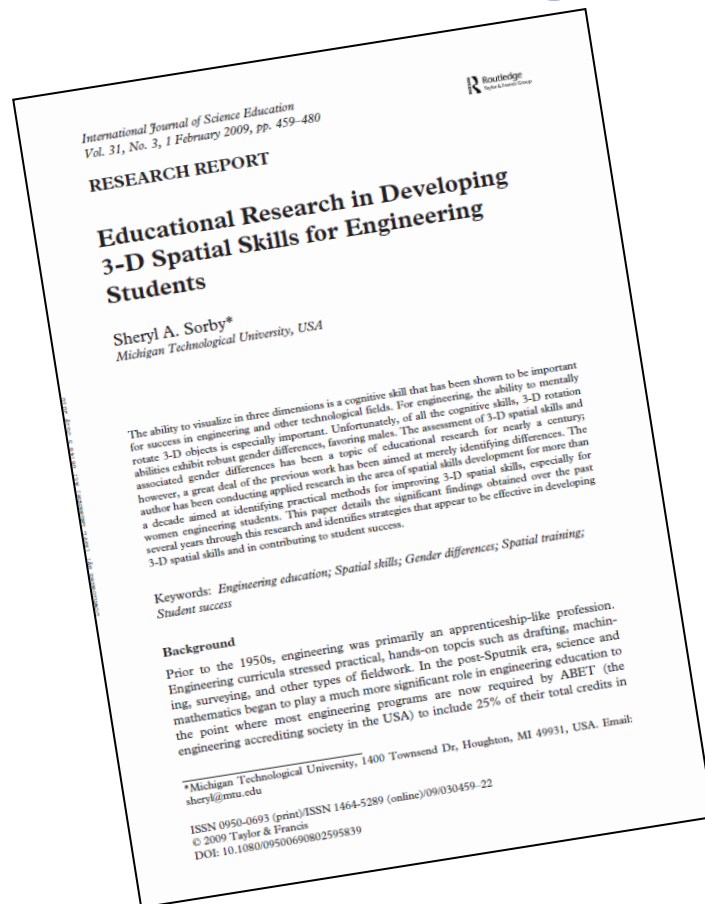 Routledge
Taylor & Francis Group
International Journal of Science Education
Vol. 31, No. 3, 1 February 2009, pp. 459–480
RESEARCH REPORT
Educational Research in Developing
3-D Spatial Skills for Engineering
Students
Sheryl A. Sorby*
Michigan Technological University, USA
The ability to visualize in three dimensions is a cognitive skill that has been shown to be important
for success in engineering and other technological fields. For engineering, the ability to mentally
rotate 3-D objects is especially important. Unfortunately, of all the cognitive skills, 3-D rotation
abilities exhibit robust gender differences, favoring males. The assessment of 3-D spatial skills and
associated gender differences has been a topic of educational research for nearly a century;
however, a great deal of the previous work has been aimed at merely identifying differences. The
author has been conducting applied research in the area of spatial skills development for more than
a decade aimed at identifying practical methods for improving 3-D spatial skills, especially for
women engineering students. This paper details the significant findings obtained over the past
several years through this research and identifies strategies that appear to be effective in developing
3-D spatial skills and in contributing to student success.
Keywords: Engineering education; Spatial skills; Gender differences; Spatial training;
Student success
Background
Prior to the 1950s, engineering was primarily an apprenticeship-like profession.
Engineering curricula stressed practical, hands-on topcis such as drafting, machin-
ing, surveying, and other types of fieldwork. In the post-Sputnik era, science and
mathematics began to play a much more significant role in engineering education to
the point where most engineering programs are now required by ABET (the
engineering accrediting society in the USA) to include 25% of their total credits in
*Michigan Technological University, 1400 Townsend Dr, Houghton, MI 49931, USA. Email:
sheryl@mtu.edu
ISSN 0950-0693 (print)/ISSN 1464-5289 (online)/09/030459–22
© 2009 Taylor & Francis
DOI: 10.1080/09500690802595839